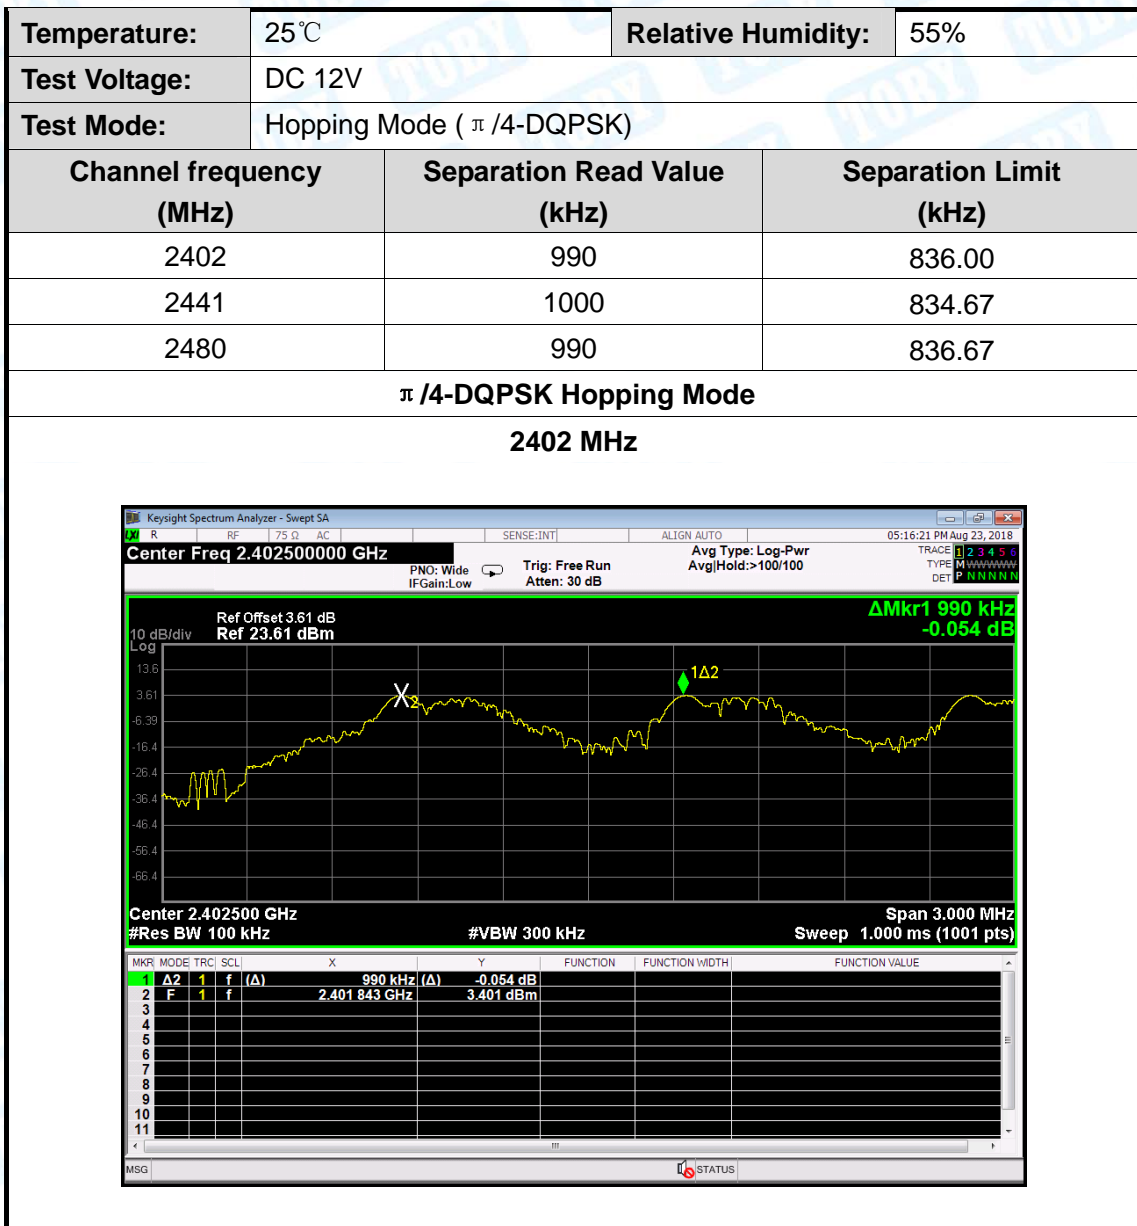 Temperature: 25℃ Relative Humidity: 55%
Test Voltage: DC 12V
Test Mode: Hopping Mode (π/4-DQPSK)
Channel frequency (MHz) Separation Read Value (kHz) Separation Limit (kHz)
2402 990 836.00
2441 1000 834.67
2480 990 836.67
π/4-DQPSK Hopping Mode
2402 MHz
Keysight Spectrum Analyzer - Swept SA
LXI R RF 75 Ω AC SENSE:INT ALIGN AUTO 05:16:21 PM Aug 23, 2018
Center Freq 2.402500000 GHz
PNO: Wide
IFGain:Low
Trig: Free Run
Atten: 30 dB
Avg Type: Log-Pwr
Avg|Hold:>100/100
TRACE 1 2 3 4 5 6
TYPE M WWWWW
DET P N N N N N
ΔMkr1 990 kHz
-0.054 dB
Ref Offset 3.61 dB
10 dB/div Ref 23.61 dBm
Log
13.6
3.61
-6.39
-16.4
-26.4
-36.4
-46.4
-56.4
-66.4
X2
1Δ2
Center 2.402500 GHz Span 3.000 MHz
#Res BW 100 kHz #VBW 300 kHz Sweep 1.000 ms (1001 pts)
MKR MODE TRC SCL X Y FUNCTION FUNCTION WIDTH FUNCTION VALUE
1 Δ2 1 f (Δ) 990 kHz (Δ) -0.054 dB
2 F 1 f 2.401 843 GHz 3.401 dBm
3
4
5
6
7
8
9
10
11
MSG STATUS
TOBY